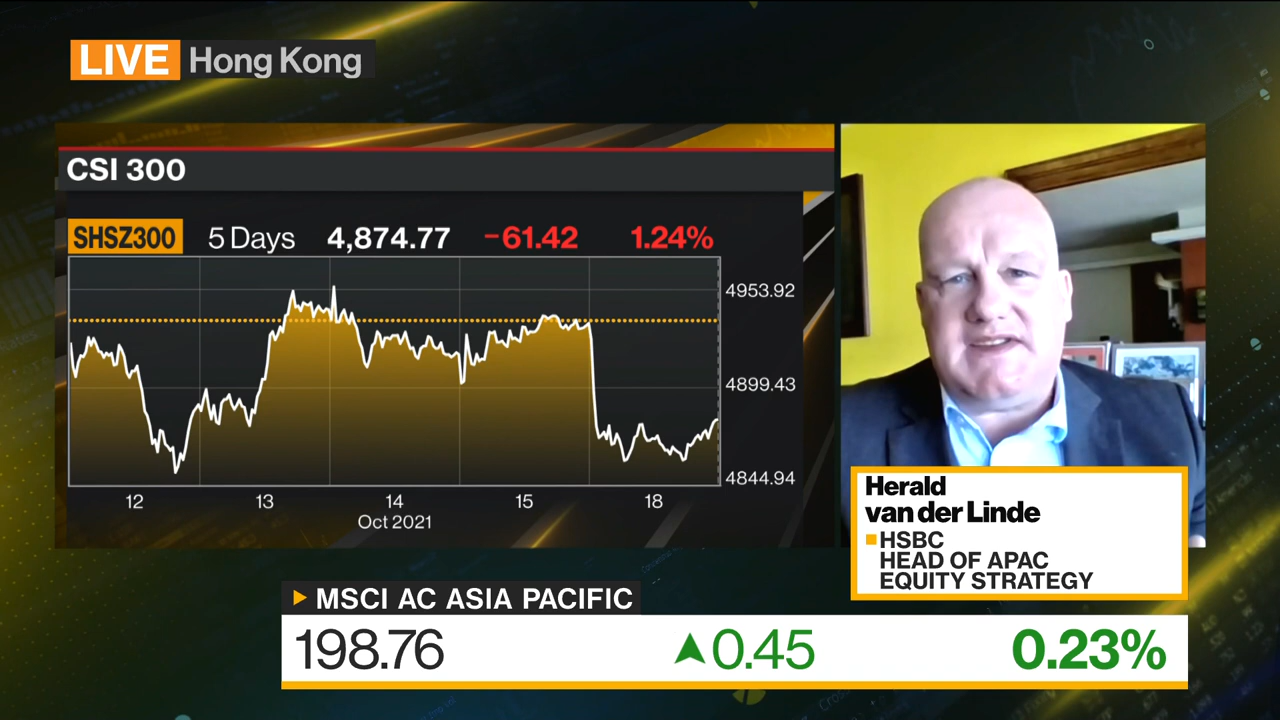 LIVE Hong Kong
CSI 300
SHSZ300 5 Days 4,874.77 −61.42 1.24%
4953.92
4899.43
4844.94
12 13 14 15 18
Oct 2021
Herald
van der Linde
HSBC
HEAD OF APAC
EQUITY STRATEGY
MSCI AC ASIA PACIFIC
198.76 0.45 0.23%